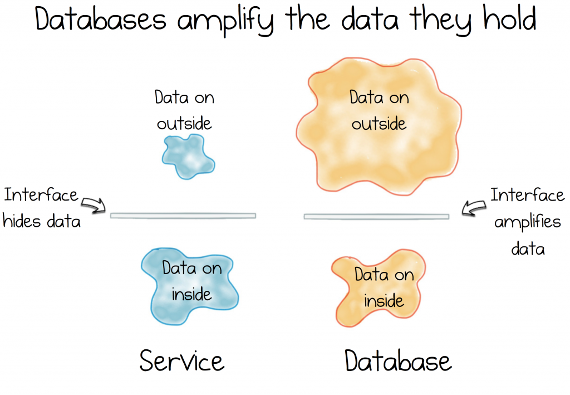 Databases amplify the data they hold
Data on
outside
Data on
outside
Interface
hides data
Interface
amplifies
data
Data on
inside
Data on
inside
Service
Database